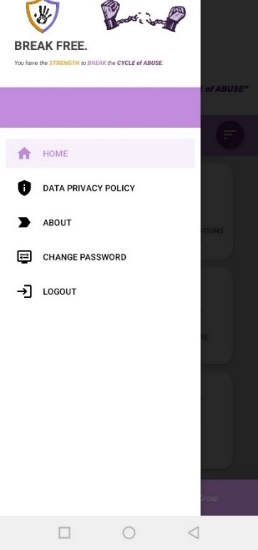 BREAK FREE.
You have the STRENGTH to BREAK the CYCLE of ABUSE.
of ABUSE"
HOME
DATA PRIVACY POLICY
ABOUT
CHANGE PASSWORD
LOGOUT